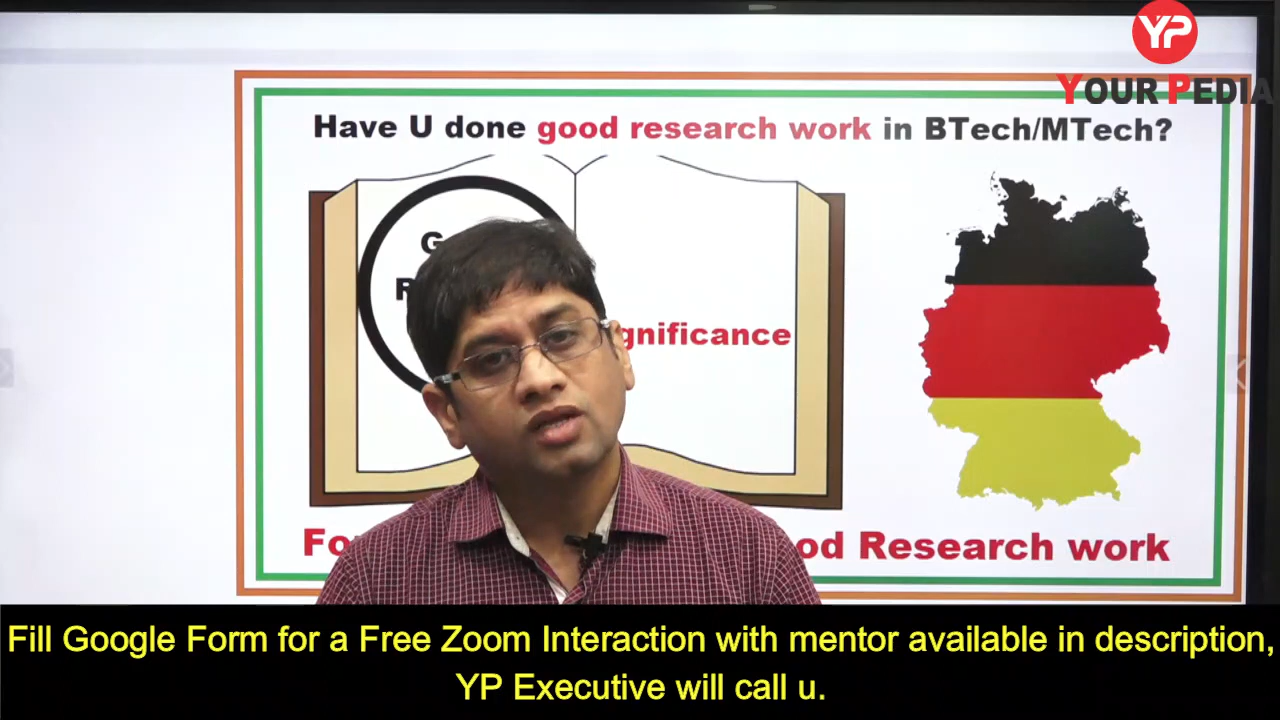 YP
YOUR PEDIA
Have U done good research work in BTech/MTech?
gnificance
od Research work
Fill Google Form for a Free Zoom Interaction with mentor available in description,
YP Executive will call u.